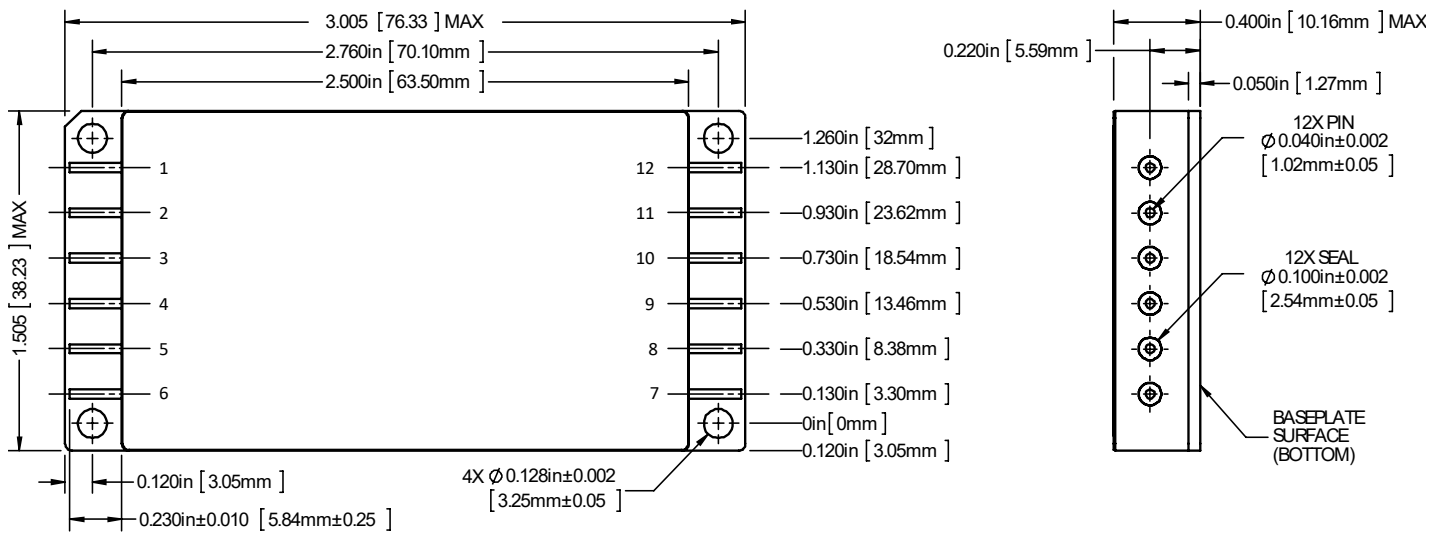 3.005 [76.33] MAX
2.760in [70.10mm]
2.500in [63.50mm]
1.505 [38.23] MAX
1
2
3
4
5
6
12
11
10
9
8
7
1.260in [32mm]
1.130in [28.70mm]
0.930in [23.62mm]
0.730in [18.54mm]
0.530in [13.46mm]
0.330in [8.38mm]
0.130in [3.30mm]
0in [0mm]
0.120in [3.05mm]
0.120in [3.05mm]
0.230in±0.010 [5.84mm±0.25]
4X Ø 0.128in±0.002
[3.25mm±0.05]
0.400in [10.16mm] MAX
0.220in [5.59mm]
0.050in [1.27mm]
12X PIN
Ø 0.040in±0.002
[1.02mm±0.05]
12X SEAL
Ø 0.100in±0.002
[2.54mm±0.05]
BASEPLATE
SURFACE
(BOTTOM)